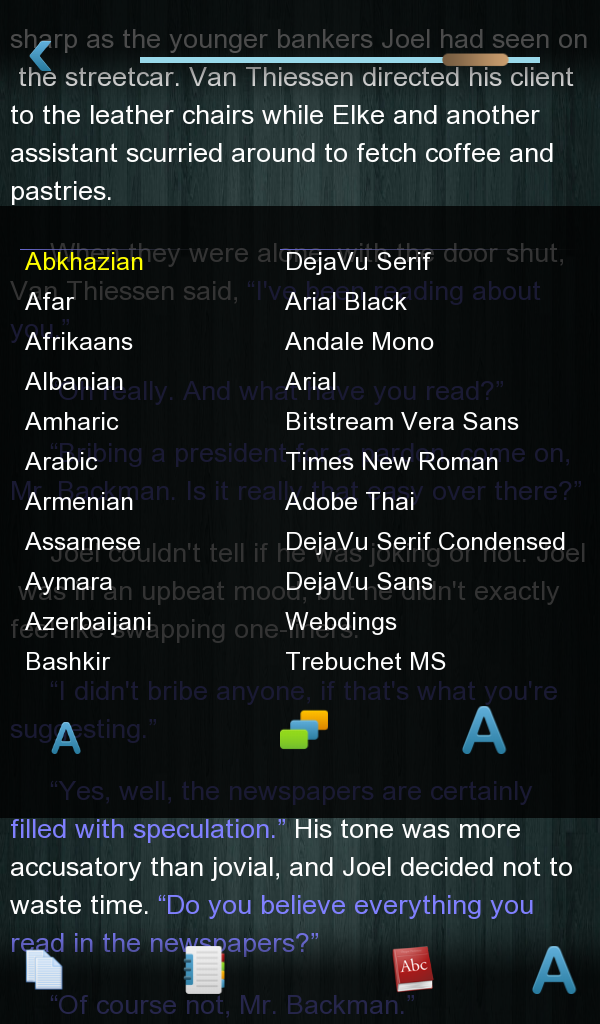 sharp as the younger bankers Joel had seen on
the streetcar. Van Thiessen directed his client
to the leather chairs while Elke and another
assistant scurried around to fetch coffee and
pastries.
When they were alone, with the door shut,
Van Thiessen said, “I've been reading about
you.”
“Oh really. And what have you read?”
“Bribing a president for a pardon, come on,
Mr. Backman. Is it really that easy over there?”
Joel couldn't tell if he was joking or not. Joel
was in an upbeat mood, but he didn't exactly
feel like swapping one-liners.
“I didn't bribe anyone, if that's what you're
suggesting.”
“Yes, well, the newspapers are certainly
filled with speculation.” His tone was more
accusatory than jovial, and Joel decided not to
waste time. “Do you believe everything you
read in the newspapers?”
“Of course not, Mr. Backman.”
Abkhazian
Afar
Afrikaans
Albanian
Amharic
Arabic
Armenian
Assamese
Aymara
Azerbaijani
Bashkir
DejaVu Serif
Arial Black
Andale Mono
Arial
Bitstream Vera Sans
Times New Roman
Adobe Thai
DejaVu Serif Condensed
DejaVu Sans
Webdings
Trebuchet MS
A
A
Abc
A